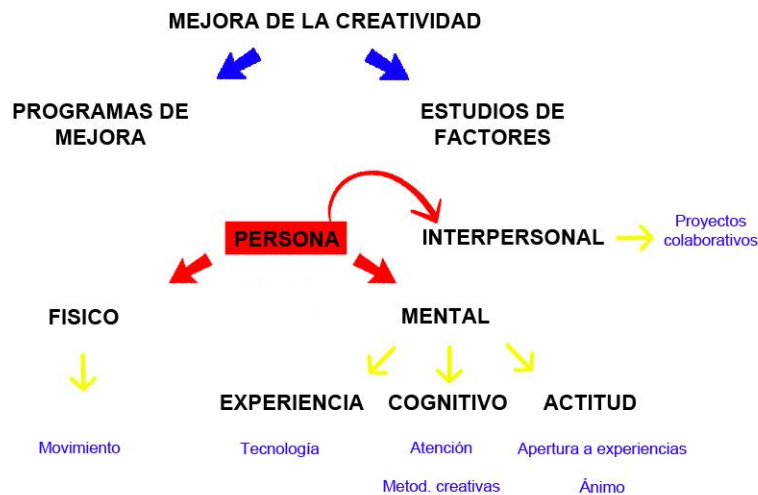 MEJORA DE LA CREATIVIDAD
PROGRAMAS DE
MEJORA
ESTUDIOS DE
FACTORES
PERSONA
INTERPERSONAL
Proyectos
colaborativos
FISICO
MENTAL
EXPERIENCIA
COGNITIVO
ACTITUD
Movimiento
Tecnología
Atención
Apertura a experiencias
Metod. creativas
Ánimo